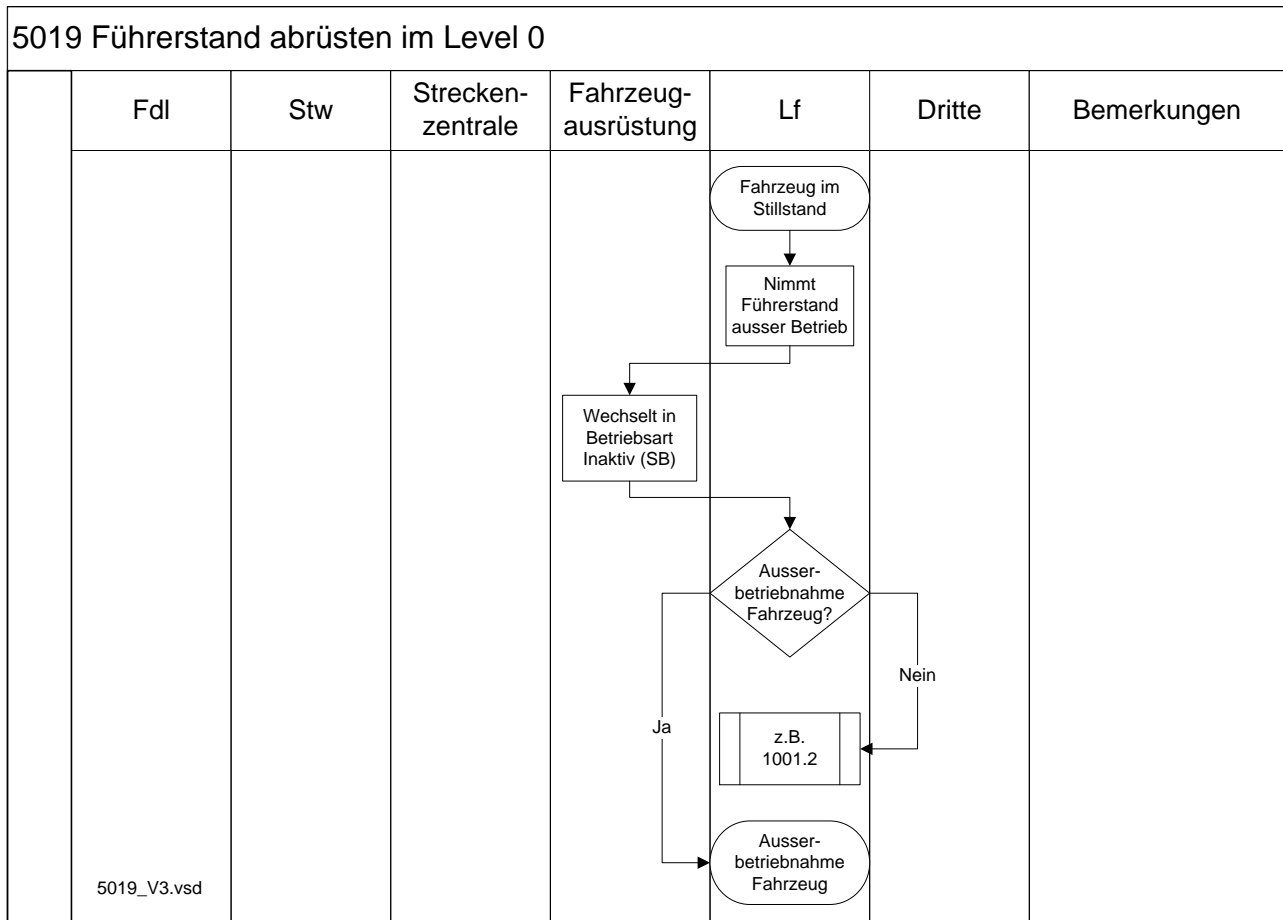 5019 Führerstand abrüsten im Level 0
Fdl
Stw
Strecken-
zentrale
Fahrzeug-
ausrüstung
Lf
Dritte
Bemerkungen
Fahrzeug im
Stillstand
Nimmt
Führerstand
ausser Betrieb
Wechselt in
Betriebsart
Inaktiv (SB)
Ausser-
betriebnahme
Fahrzeug?
Nein
Ja
z.B.
1001.2
Ausser-
betriebnahme
Fahrzeug
5019_V3.vsd